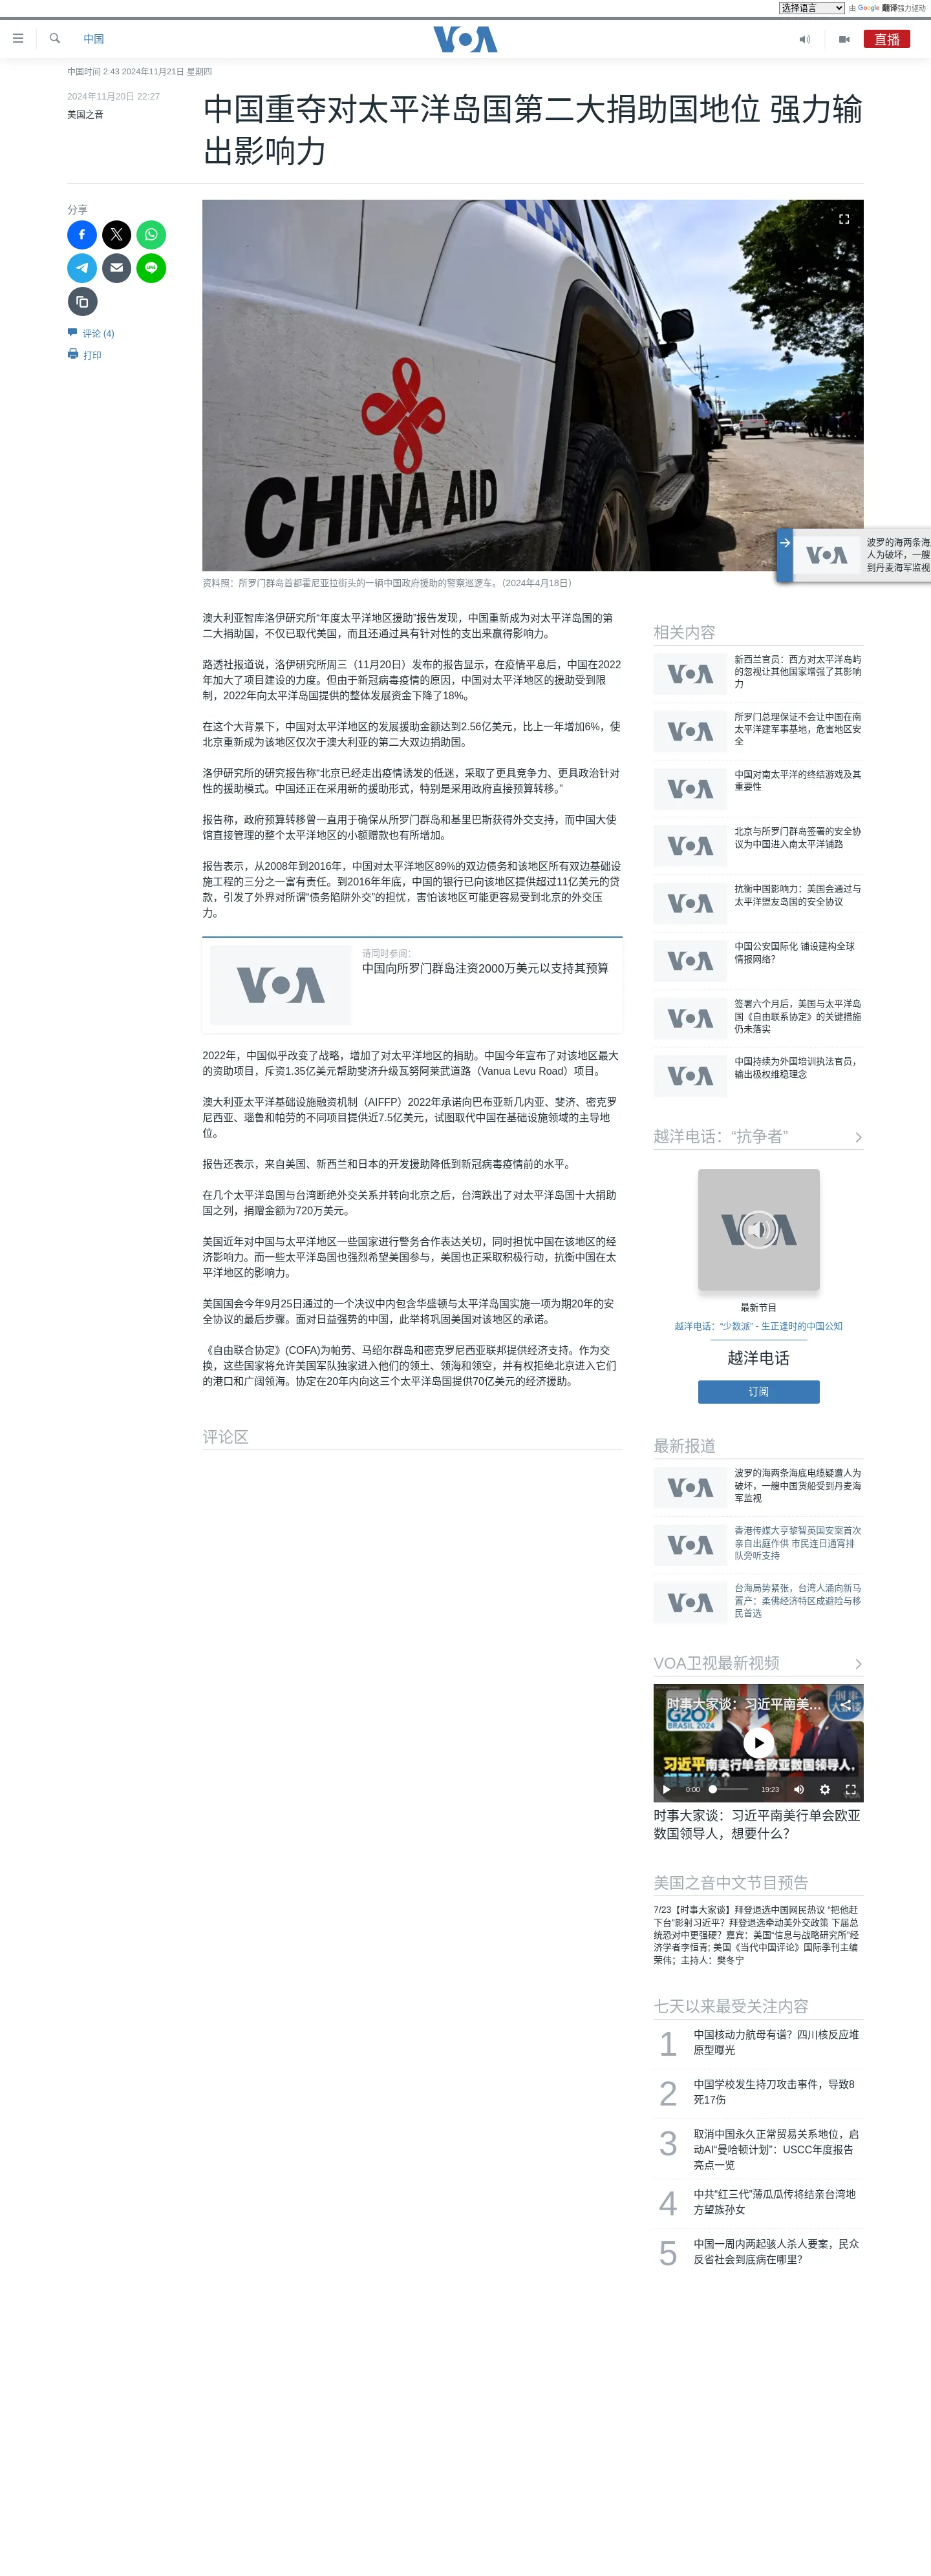 选择语言 由 Google 翻译强力驱动
中国
VOA
直播
中国时间 2:43 2024年11月21日 星期四
2024年11月20日 22:27
美国之音
中国重夺对太平洋岛国第二大捐助国地位 强力输
出影响力
分享
评论 (4)
打印
CHINA AID
资料照：所罗门群岛首都霍尼亚拉街头的一辆中国政府援助的警察巡逻车。（2024年4月18日）
澳大利亚智库洛伊研究所“年度太平洋地区援助”报告发现，中国重新成为对太平洋岛国的第
二大捐助国，不仅已取代美国，而且还通过具有针对性的支出来赢得影响力。
路透社报道说，洛伊研究所周三（11月20日）发布的报告显示，在疫情平息后，中国在2022
年加大了项目建设的力度。但由于新冠病毒疫情的原因，中国对太平洋地区的援助受到限
制，2022年向太平洋岛国提供的整体发展资金下降了18%。
在这个大背景下，中国对太平洋地区的发展援助金额达到2.56亿美元，比上一年增加6%，使
北京重新成为该地区仅次于澳大利亚的第二大双边捐助国。
洛伊研究所的研究报告称“北京已经走出疫情诱发的低迷，采取了更具竞争力、更具政治针对
性的援助模式。中国还正在采用新的援助形式，特别是采用政府直接预算转移。”
报告称，政府预算转移曾一直用于确保从所罗门群岛和基里巴斯获得外交支持，而中国大使
馆直接管理的整个太平洋地区的小额赠款也有所增加。
报告表示，从2008年到2016年，中国对太平洋地区89%的双边债务和该地区所有双边基础设
施工程的三分之一富有责任。到2016年年底，中国的银行已向该地区提供超过11亿美元的贷
款，引发了外界对所谓“债务陷阱外交”的担忧，害怕该地区可能更容易受到北京的外交压
力。
VOA
请同时参阅：
中国向所罗门群岛注资2000万美元以支持其预算
2022年，中国似乎改变了战略，增加了对太平洋地区的捐助。中国今年宣布了对该地区最大
的资助项目，斥资1.35亿美元帮助斐济升级瓦努阿莱武道路（Vanua Levu Road）项目。
澳大利亚太平洋基础设施融资机制（AIFFP）2022年承诺向巴布亚新几内亚、斐济、密克罗
尼西亚、瑙鲁和帕劳的不同项目提供近7.5亿美元，试图取代中国在基础设施领域的主导地
位。
报告还表示，来自美国、新西兰和日本的开发援助降低到新冠病毒疫情前的水平。
在几个太平洋岛国与台湾断绝外交关系并转向北京之后，台湾跌出了对太平洋岛国十大捐助
国之列，捐赠金额为720万美元。
美国近年对中国与太平洋地区一些国家进行警务合作表达关切，同时担忧中国在该地区的经
济影响力。而一些太平洋岛国也强烈希望美国参与，美国也正采取积极行动，抗衡中国在太
平洋地区的影响力。
美国国会今年9月25日通过的一个决议中内包含华盛顿与太平洋岛国实施一项为期20年的安
全协议的最后步骤。面对日益强势的中国，此举将巩固美国对该地区的承诺。
《自由联合协定》(COFA)为帕劳、马绍尔群岛和密克罗尼西亚联邦提供经济支持。作为交
换，这些国家将允许美国军队独家进入他们的领土、领海和领空，并有权拒绝北京进入它们
的港口和广阔领海。协定在20年内向这三个太平洋岛国提供70亿美元的经济援助。
评论区
VOA
波罗的海两条海
人为破坏，一艘
到丹麦海军监视
相关内容
VOA
新西兰官员：西方对太平洋岛屿
的忽视让其他国家增强了其影响
力
VOA
所罗门总理保证不会让中国在南
太平洋建军事基地，危害地区安
全
VOA
中国对南太平洋的终结游戏及其
重要性
VOA
北京与所罗门群岛签署的安全协
议为中国进入南太平洋铺路
VOA
抗衡中国影响力：美国会通过与
太平洋盟友岛国的安全协议
VOA
中国公安国际化 铺设建构全球
情报网络？
VOA
签署六个月后，美国与太平洋岛
国《自由联系协定》的关键措施
仍未落实
VOA
中国持续为外国培训执法官员，
输出极权维稳理念
越洋电话：“抗争者”
VOA
最新节目
越洋电话：“少数派” - 生正逢时的中国公知
越洋电话
订阅
最新报道
VOA
波罗的海两条海底电缆疑遭人为
破坏，一艘中国货船受到丹麦海
军监视
VOA
香港传媒大亨黎智英国安案首次
亲自出庭作供 市民连日通宵排
队旁听支持
VOA
台海局势紧张，台湾人涌向新马
置产：柔佛经济特区成避险与移
民首选
VOA卫视最新视频
时事大家谈：习近平南美...
G20
BRASIL 2024
习近平南美行单会欧亚数国领导人,
想要什么?
0:00 19:23
时事大家谈：习近平南美行单会欧亚
数国领导人，想要什么？
美国之音中文节目预告
7/23【时事大家谈】拜登退选中国网民热议 “把他赶
下台”影射习近平？拜登退选牵动美外交政策 下届总
统恐对中更强硬？嘉宾：美国“信息与战略研究所”经
济学者李恒青; 美国《当代中国评论》国际季刊主编
荣伟；主持人：樊冬宁
七天以来最受关注内容
1 中国核动力航母有谱？四川核反应堆
原型曝光
2 中国学校发生持刀攻击事件，导致8
死17伤
3 取消中国永久正常贸易关系地位，启
动AI“曼哈顿计划”：USCC年度报告
亮点一览
4 中共“红三代”薄瓜瓜传将结亲台湾地
方望族孙女
5 中国一周内两起骇人杀人要案，民众
反省社会到底病在哪里？